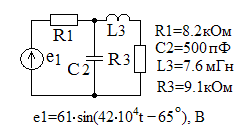 R1 L3
e1 C2 R3
R1=8.2кОм
C2=500пФ
L3=7.6мГн
R3=9.1кОм
e1=61·sin(42·10⁴t−65°), В